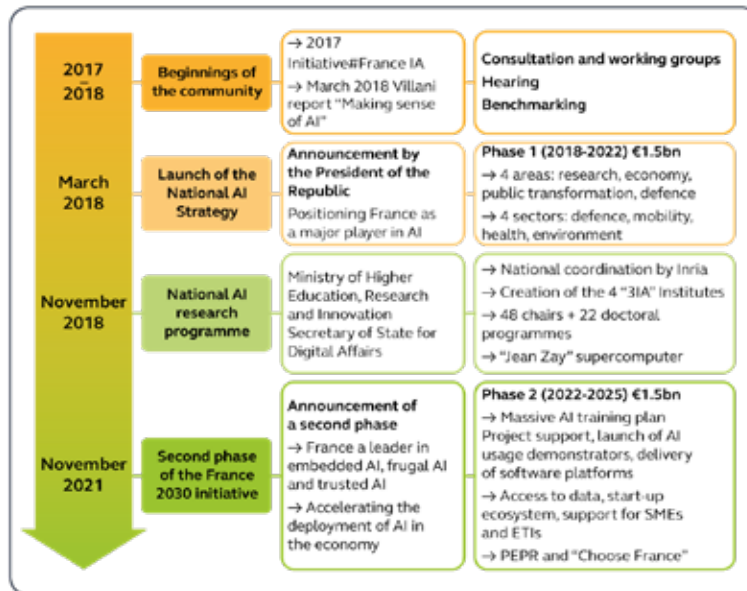 2017
–
2018
Beginnings of
the community
→ 2017
Initiative#France IA
→ March 2018 Villani
report “Making sense
of AI”
Consultation and working groups
Hearing
Benchmarking
March
2018
Launch of the
National AI
Strategy
Announcement by
the President of the
Republic
Positioning France as
a major player in AI
Phase 1 (2018-2022) €1.5bn
→ 4 areas: research, economy,
public transformation, defence
→ 4 sectors: defence, mobility,
health, environment
November
2018
National AI
research
programme
Ministry of Higher
Education, Research
and Innovation
Secretary of State for
Digital Affairs
→ National coordination by Inria
→ Creation of the 4 “3IA” Institutes
→ 48 chairs + 22 doctoral
programmes
→ “Jean Zay” supercomputer
November
2021
Second phase
of the France
2030 initiative
Announcement of
a second phase
→ France a leader in
embedded AI, frugal AI
and trusted AI
→ Accelerating the
deployment of AI in
the economy
Phase 2 (2022-2025) €1.5bn
→ Massive AI training plan
Project support, launch of AI
usage demonstrators, delivery
of software platforms
→ Access to data, start-up
ecosystem, support for SMEs
and ETIs
→ PEPR and “Choose France”